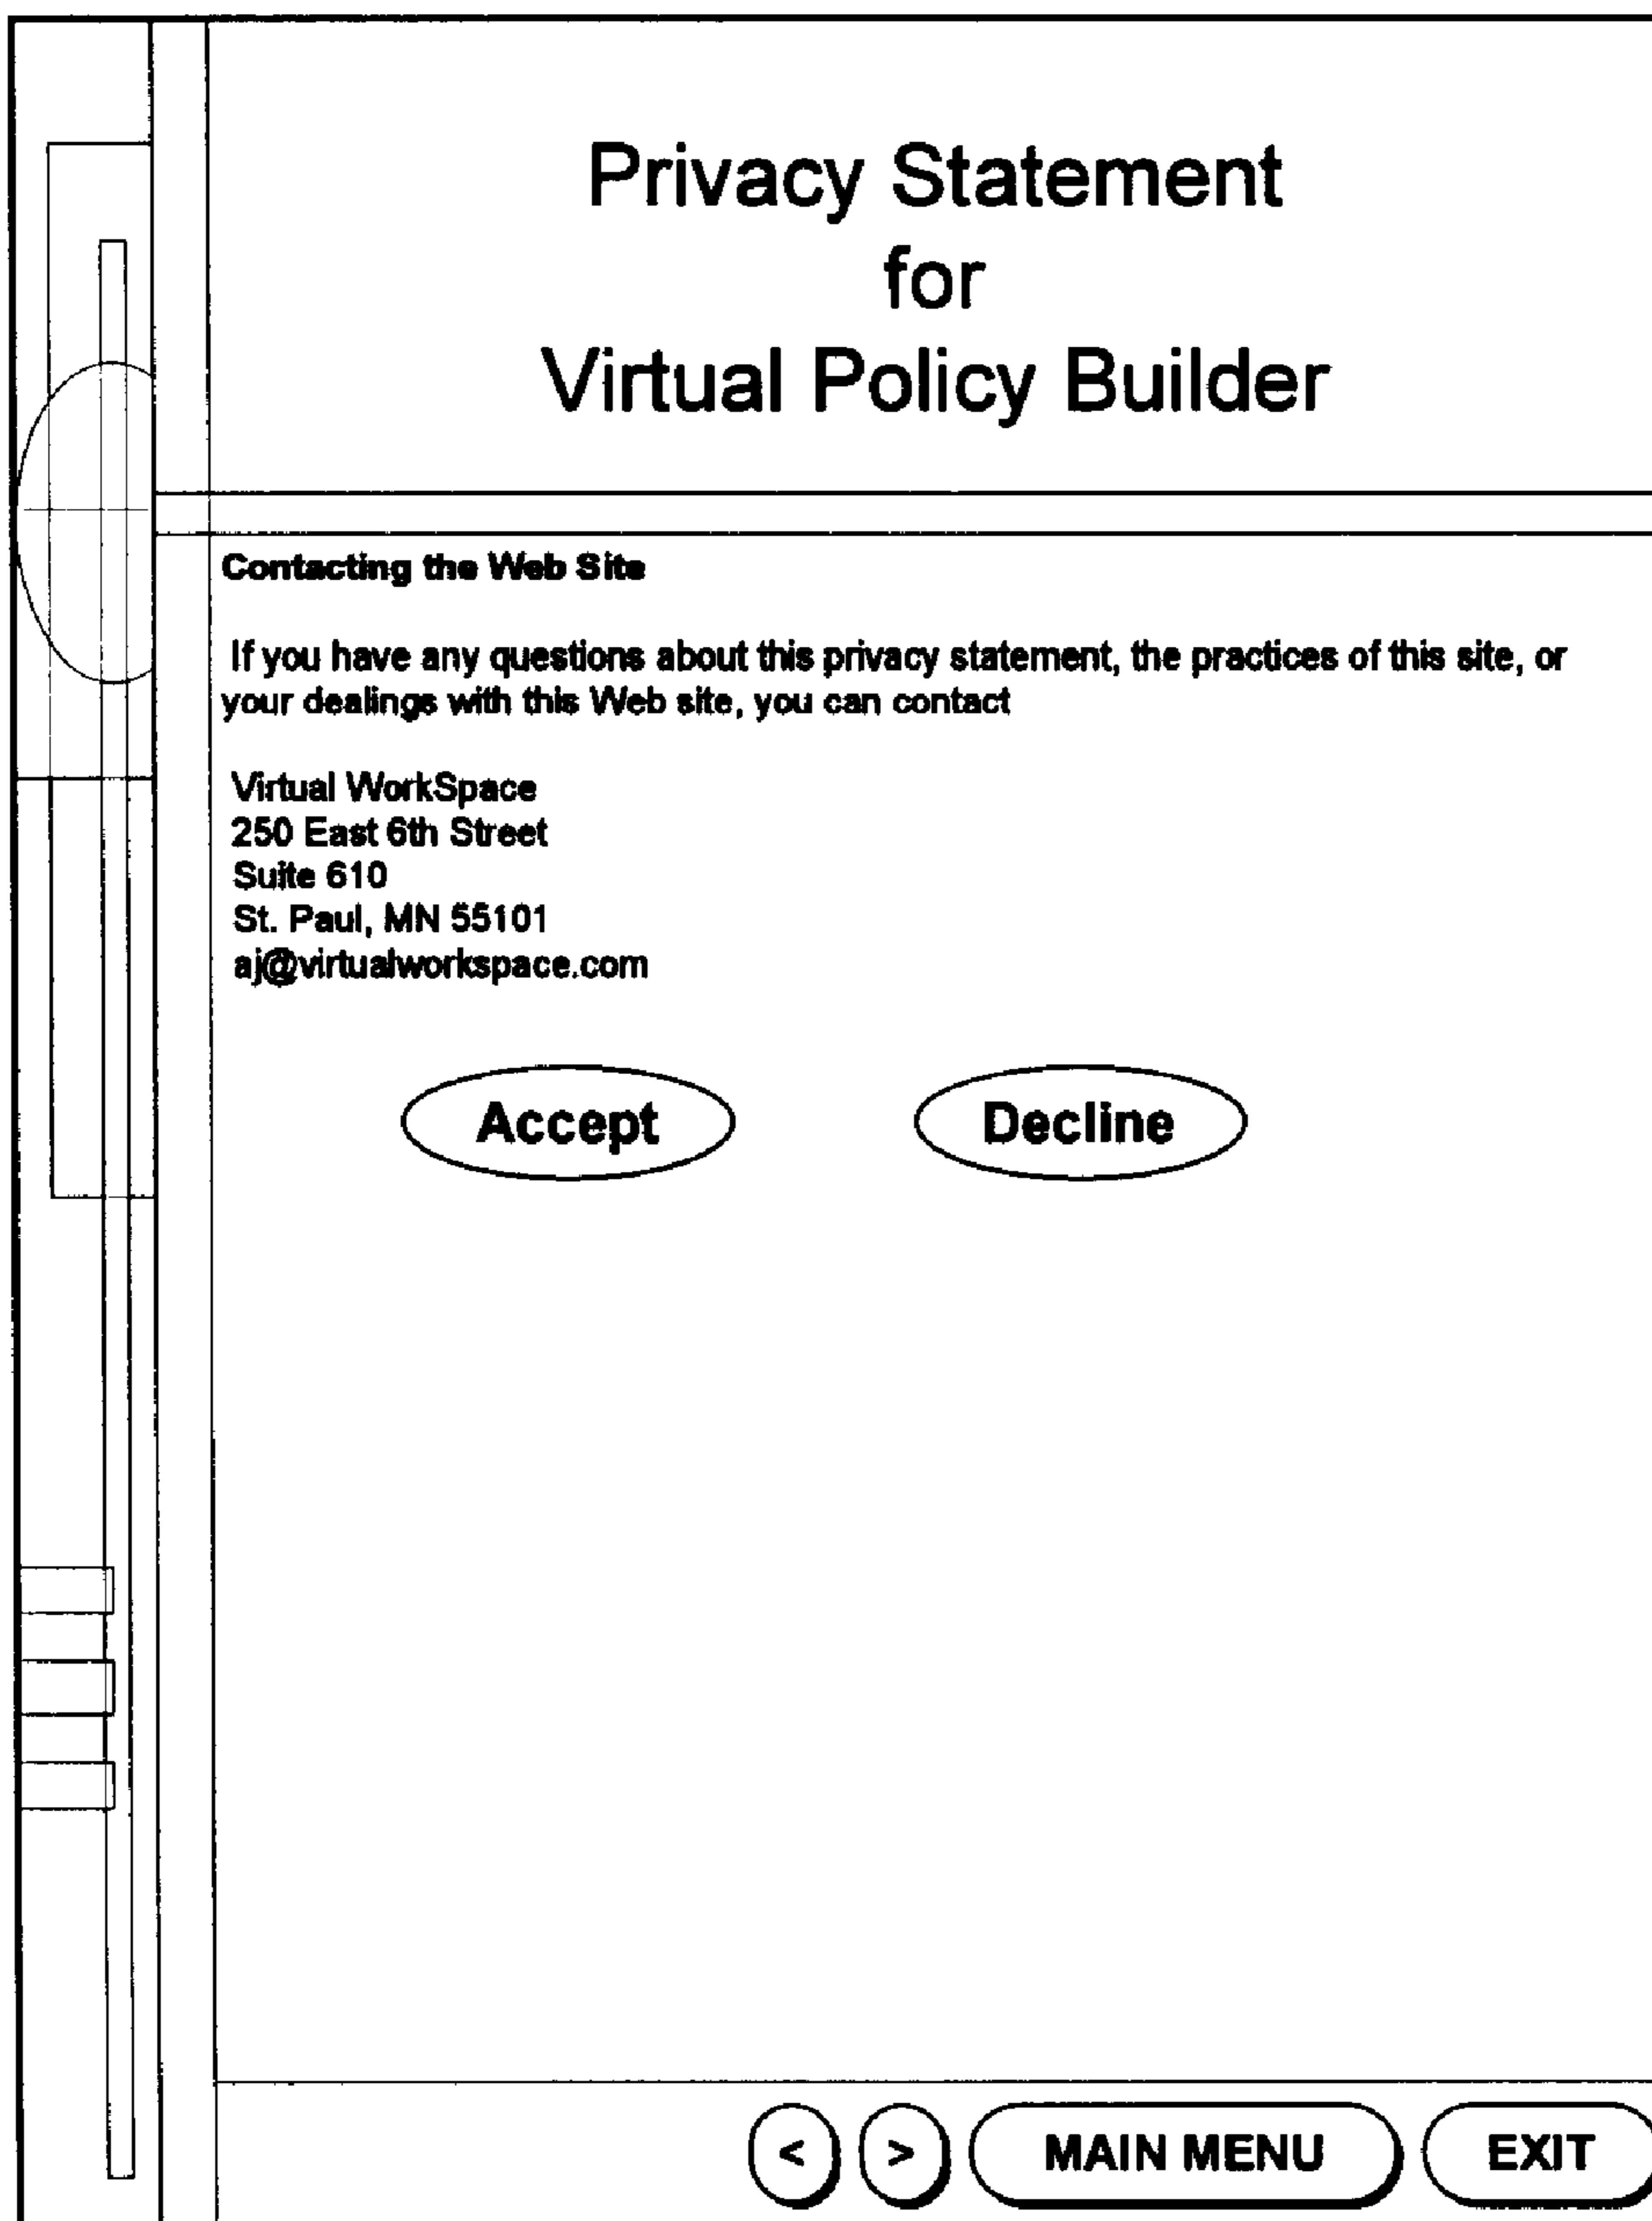 Privacy Statement
for
Virtual Policy Builder
Contacting the Web Site
If you have any questions about this privacy statement, the practices of this site, or
your dealings with this Web site, you can contact
Virtual WorkSpace
250 East 6th Street
Suite 610
St. Paul, MN 55101
aj@virtualworkspace.com
Accept Decline
< > MAIN MENU EXIT